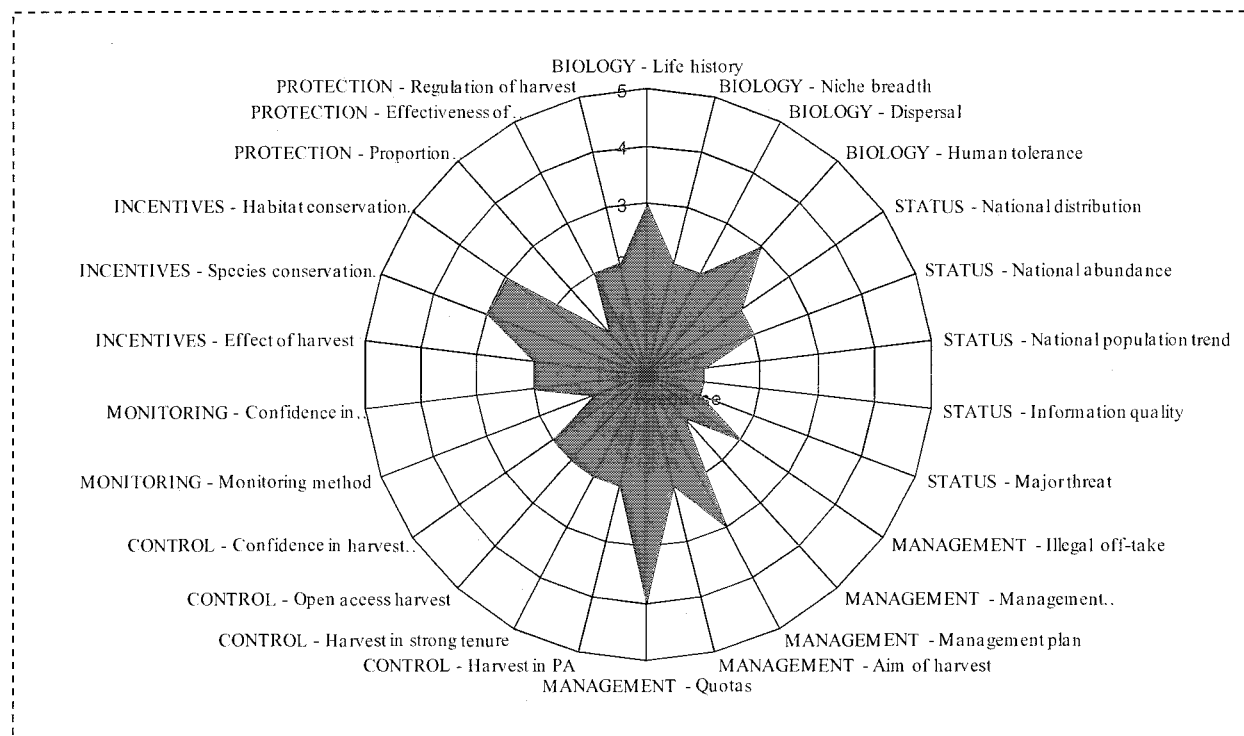 BIOLOGY - Life history
PROTECTION - Regulation of harvest
BIOLOGY - Niche breadth
5
PROTECTION - Effectiveness of..
BIOLOGY - Dispersal
PROTECTION - Proportion..
4
BIOLOGY - Human tolerance
INCENTIVES - Habitat conservation..
3
STATUS - National distribution
INCENTIVES - Species conservation..
STATUS - National abundance
INCENTIVES - Effect of harvest
STATUS - National population trend
MONITORING - Confidence in..
STATUS - Information quality
MONITORING - Monitoring method
STATUS - Major threat
CONTROL - Confidence in harvest..
MANAGEMENT - Illegal off-take
CONTROL - Open access harvest
MANAGEMENT - Management..
CONTROL - Harvest in strong tenure
MANAGEMENT - Management plan
CONTROL - Harvest in PA
MANAGEMENT - Aim of harvest
MANAGEMENT - Quotas